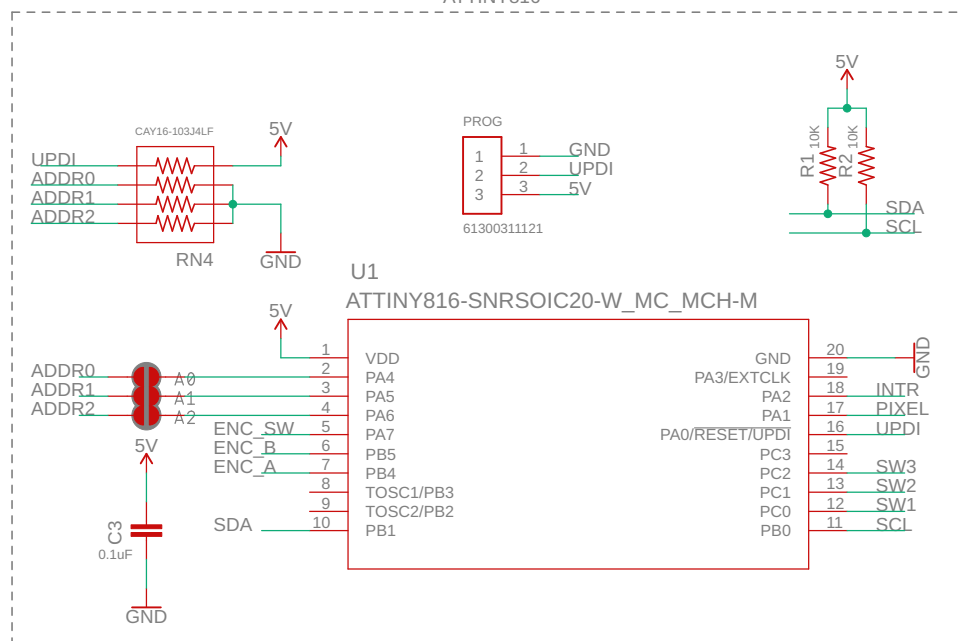 CAY16-103J4LF
5V
UPDI
ADDR0
ADDR1
ADDR2
RN4
GND
PROG
1 1 GND
2 2 UPDI
3 3 5V
61300311121
5V
R1 10K
R2 10K
SDA
SCL
U1
ATTINY816-SNRSOIC20-W_MC_MCH-M
5V
1 VDD
2 PA4
3 PA5
4 PA6
5 PA7
6 PB5
7 PB4
8 TOSC1/PB3
9 TOSC2/PB2
10 PB1
ADDR0 A0
ADDR1 A1
ADDR2 A2
ENC_SW
ENC_B
ENC_A
SDA
5V
C3
0.1uF
GND
GND 20 GND
PA3/EXTCLK 19
PA2 18 INTR
PA1 17 PIXEL
PA0/RESET/UPDI 16 UPDI
PC3 15
PC2 14 SW3
PC1 13 SW2
PC0 12 SW1
PB0 11 SCL